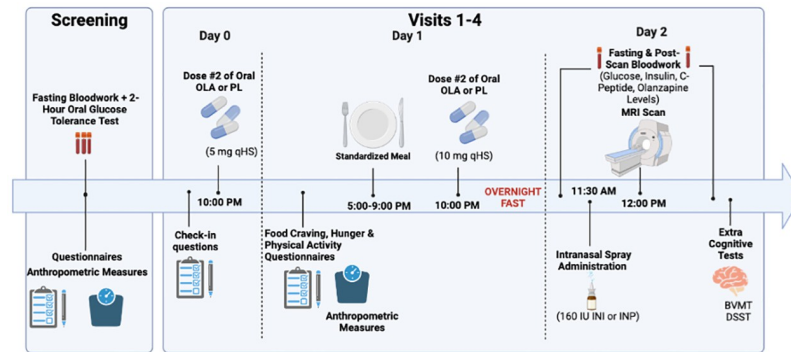 Screening
Fasting Bloodwork + 2-
Hour Oral Glucose
Tolerance Test
Questionnaires
Anthropometric Measures
Visits 1-4
Day 0
Dose #2 of Oral
OLA or PL
(5 mg qHS)
10:00 PM
Check-in
questions
Day 1
Food Craving, Hunger &
Physical Activity
Questionnaires
Anthropometric
Measures
Standardized Meal
5:00-9:00 PM
Dose #2 of Oral
OLA or PL
(10 mg qHS)
10:00 PM
OVERNIGHT
FAST
Day 2
Fasting & Post-
Scan Bloodwork
(Glucose, Insulin, C-
Peptide, Olanzapine
Levels)
MRI Scan
11:30 AM
12:00 PM
Intranasal Spray
Administration
(160 IU INI or INP)
Extra
Cognitive
Tests
BVMT
DSST